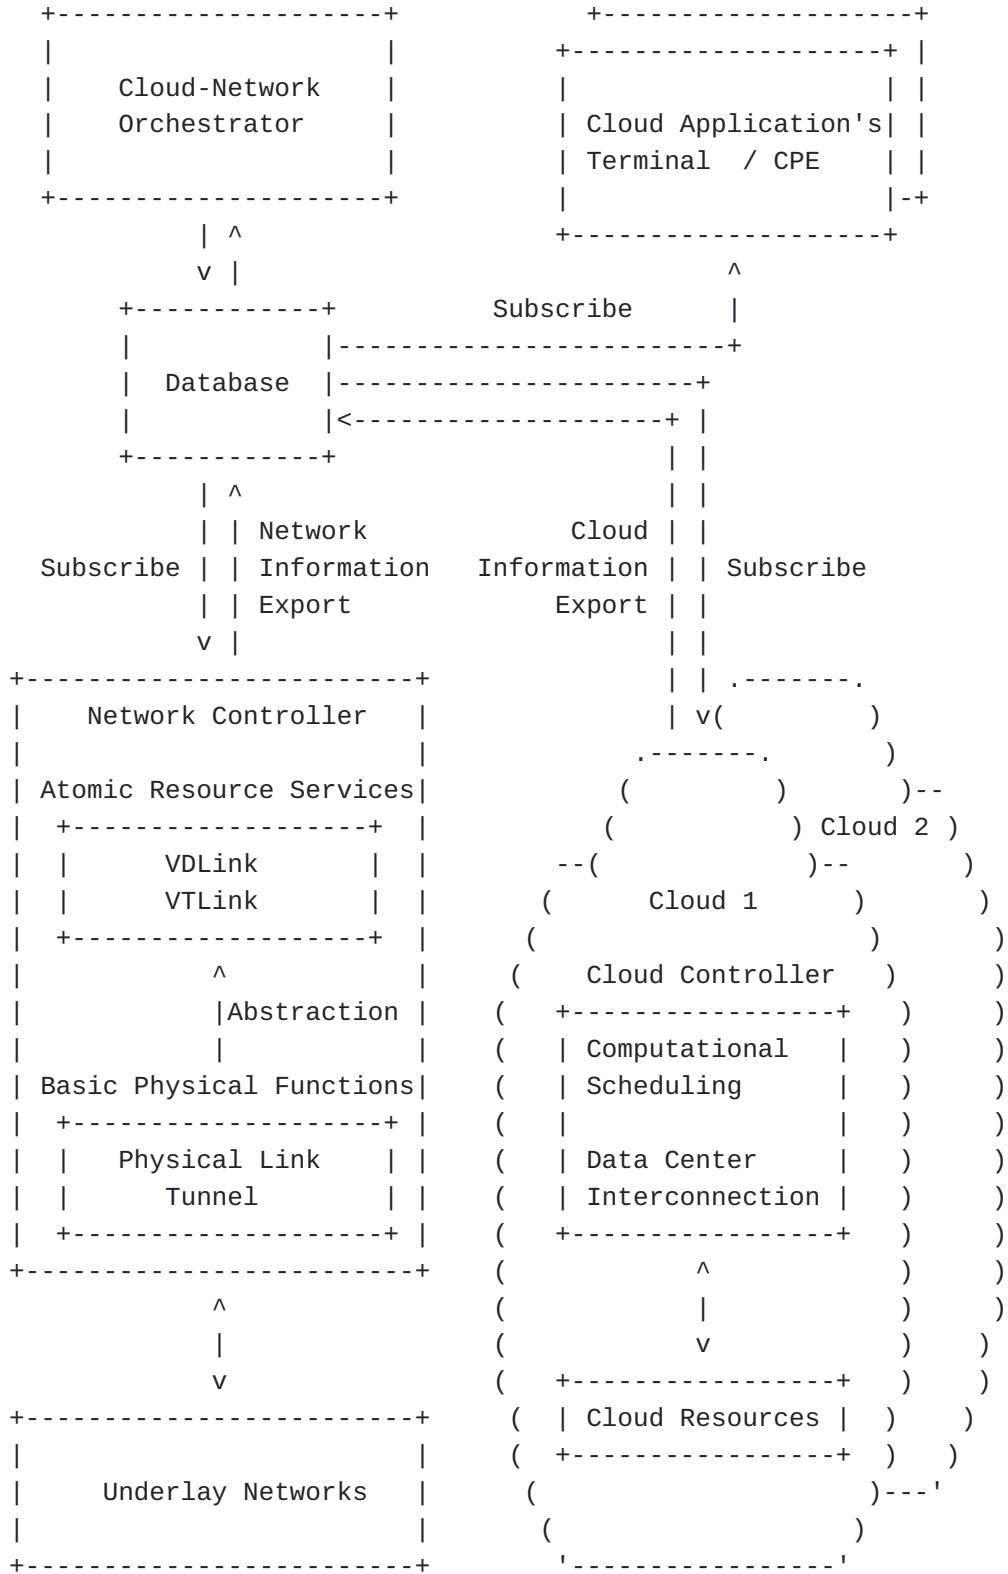 Cloud-Network
Orchestrator
Cloud Application's
Terminal / CPE
Subscribe
Database
Subscribe
Network
Information
Export
Cloud
Information
Export
Subscribe
Network Controller
Atomic Resource Services
VDLink
VTLink
Abstraction
Basic Physical Functions
Physical Link
Tunnel
Underlay Networks
Cloud 2
Cloud 1
Cloud Controller
Computational
Scheduling
Data Center
Interconnection
Cloud Resources